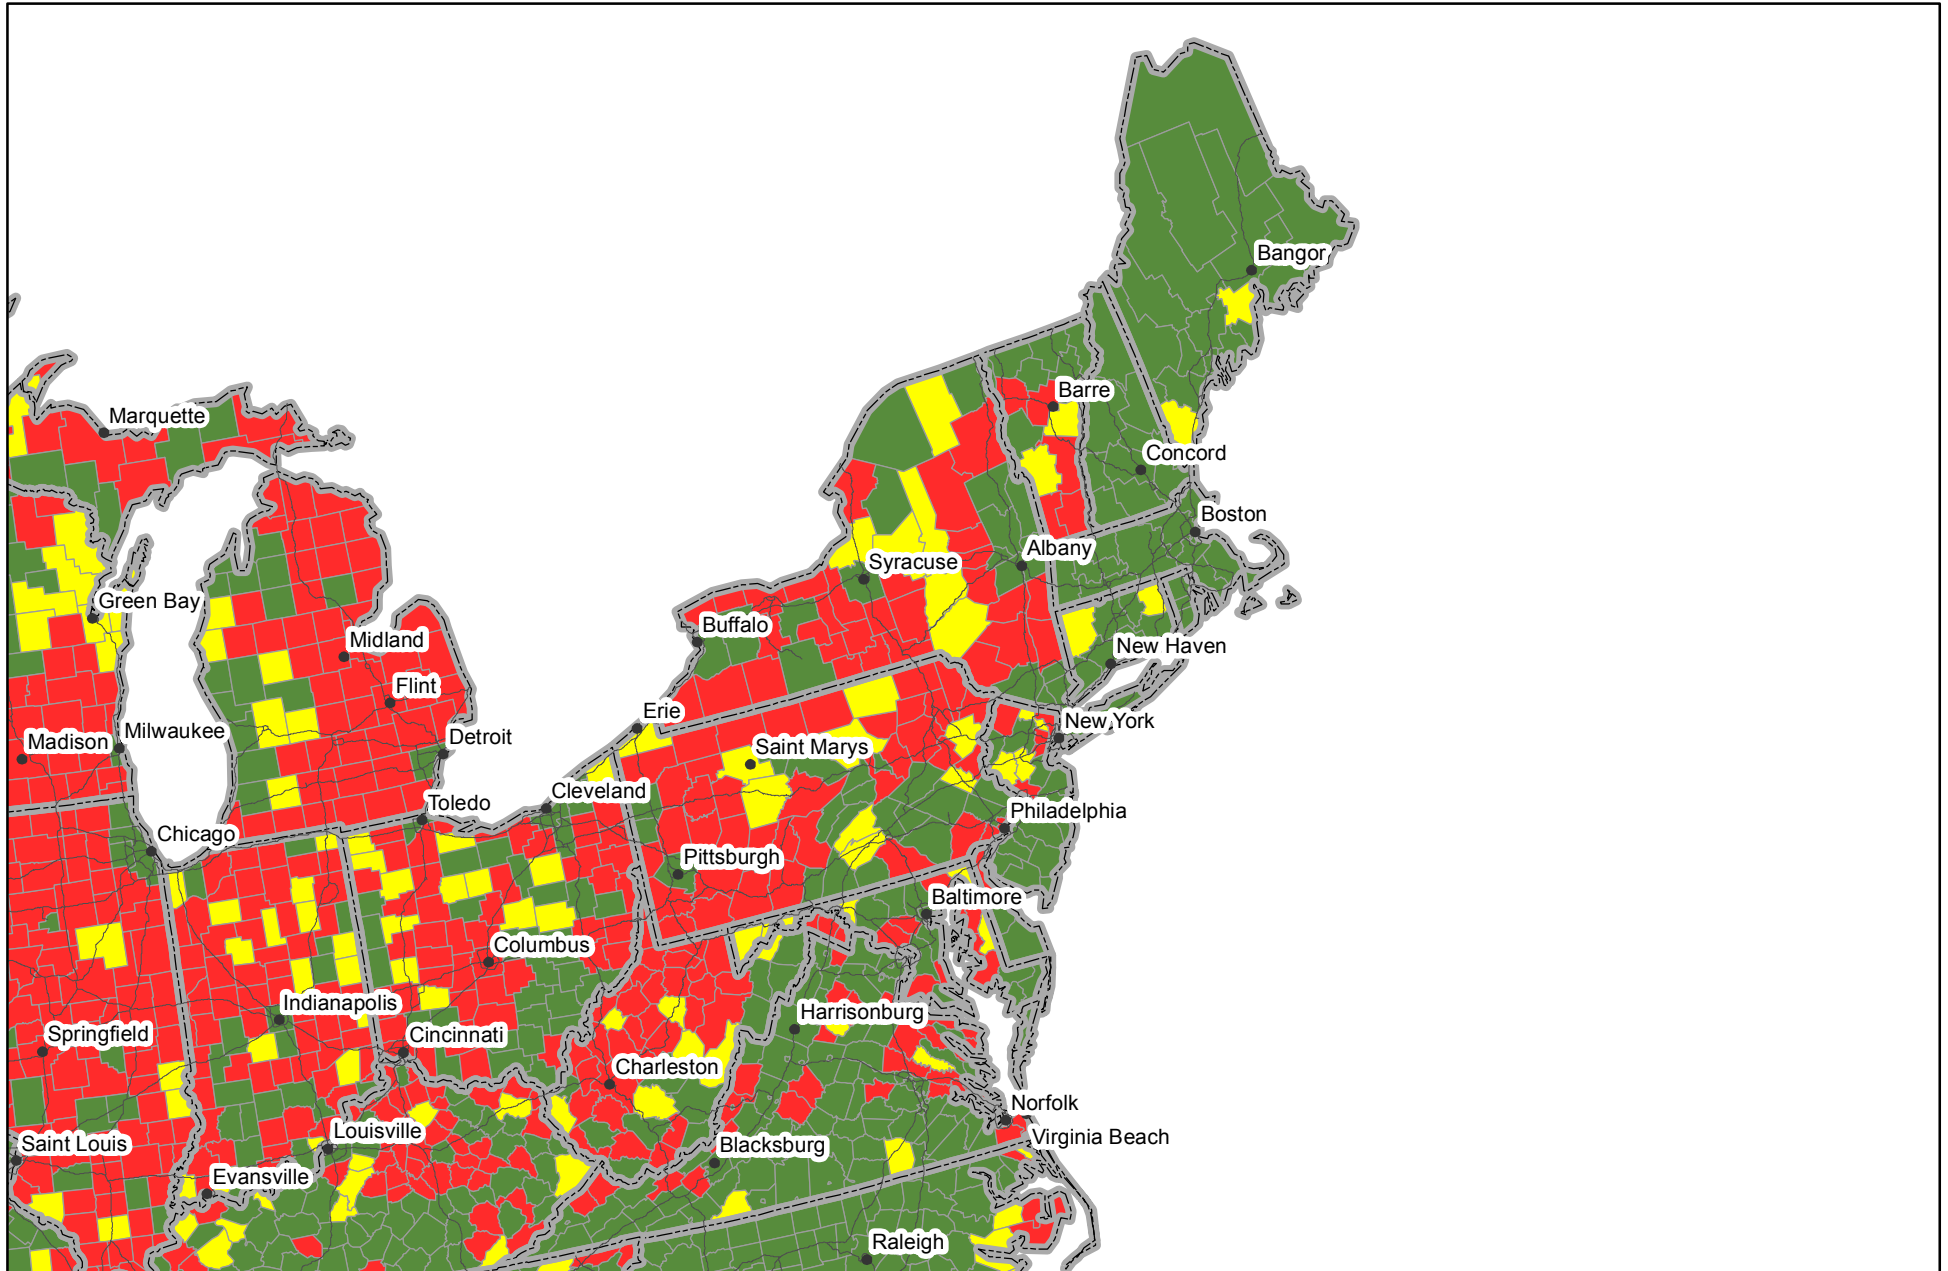 Bangor
Barre
Marquette
Concord
Boston
Albany
Syracuse
Green Bay
Buffalo
Midland
New Haven
Flint
Erie
New York
Milwaukee
Detroit
Madison
Saint Marys
Cleveland
Toledo
Philadelphia
Chicago
Pittsburgh
Baltimore
Columbus
Indianapolis
Harrisonburg
Springfield
Cincinnati
Charleston
Norfolk
Louisville
Virginia Beach
Saint Louis
Blacksburg
Evansville
Raleigh